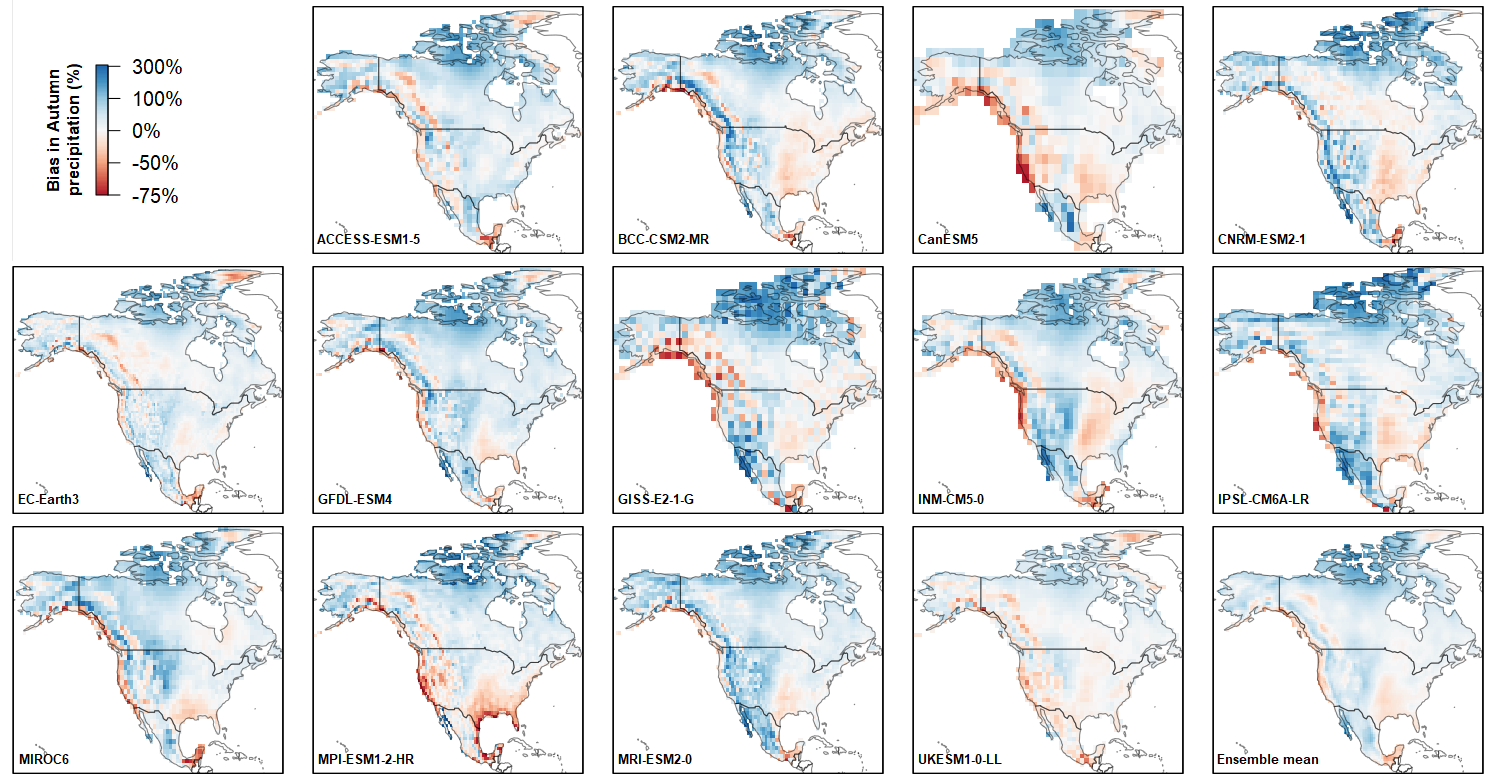 Bias in Autumn
precipitation (%)
300%
100%
0%
-50%
-75%
ACCESS-ESM1-5
BCC-CSM2-MR
CanESM5
CNRM-ESM2-1
EC-Earth3
GFDL-ESM4
GISS-E2-1-G
INM-CM5-0
IPSL-CM6A-LR
MIROC6
MPI-ESM1-2-HR
MRI-ESM2-0
UKESM1-0-LL
Ensemble mean